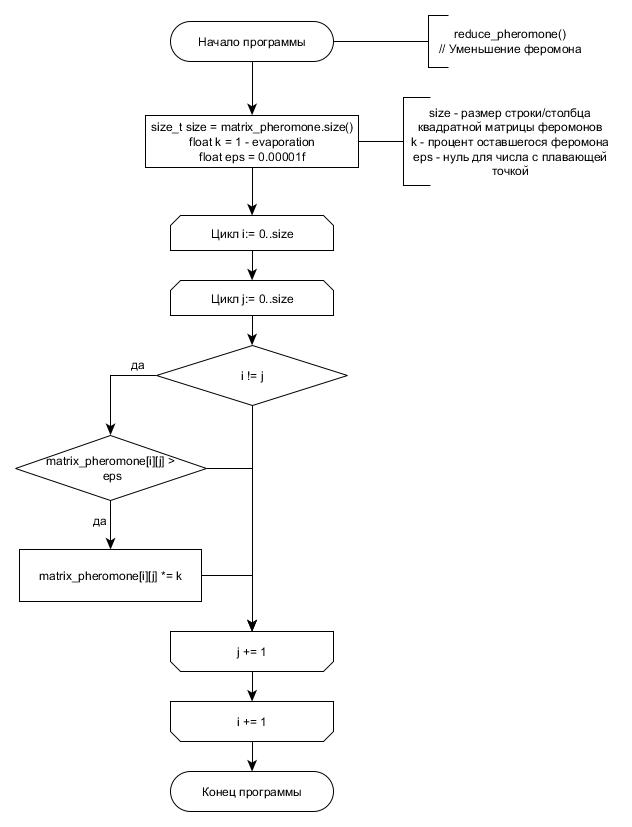 Начало программы
reduce_pheromone()
// Уменьшение феромона
size_t size = matrix_pheromone.size()
float k = 1 - evaporation
float eps = 0.00001f
size - размер строки/столбца
квадратной матрицы феромонов
k - процент оставшегося феромона
eps - нуль для числа с плавающей
точкой
Цикл i:= 0..size
Цикл j:= 0..size
i != j
да
matrix_pheromone[i][j] >
eps
да
matrix_pheromone[i][j] *= k
j += 1
i += 1
Конец программы